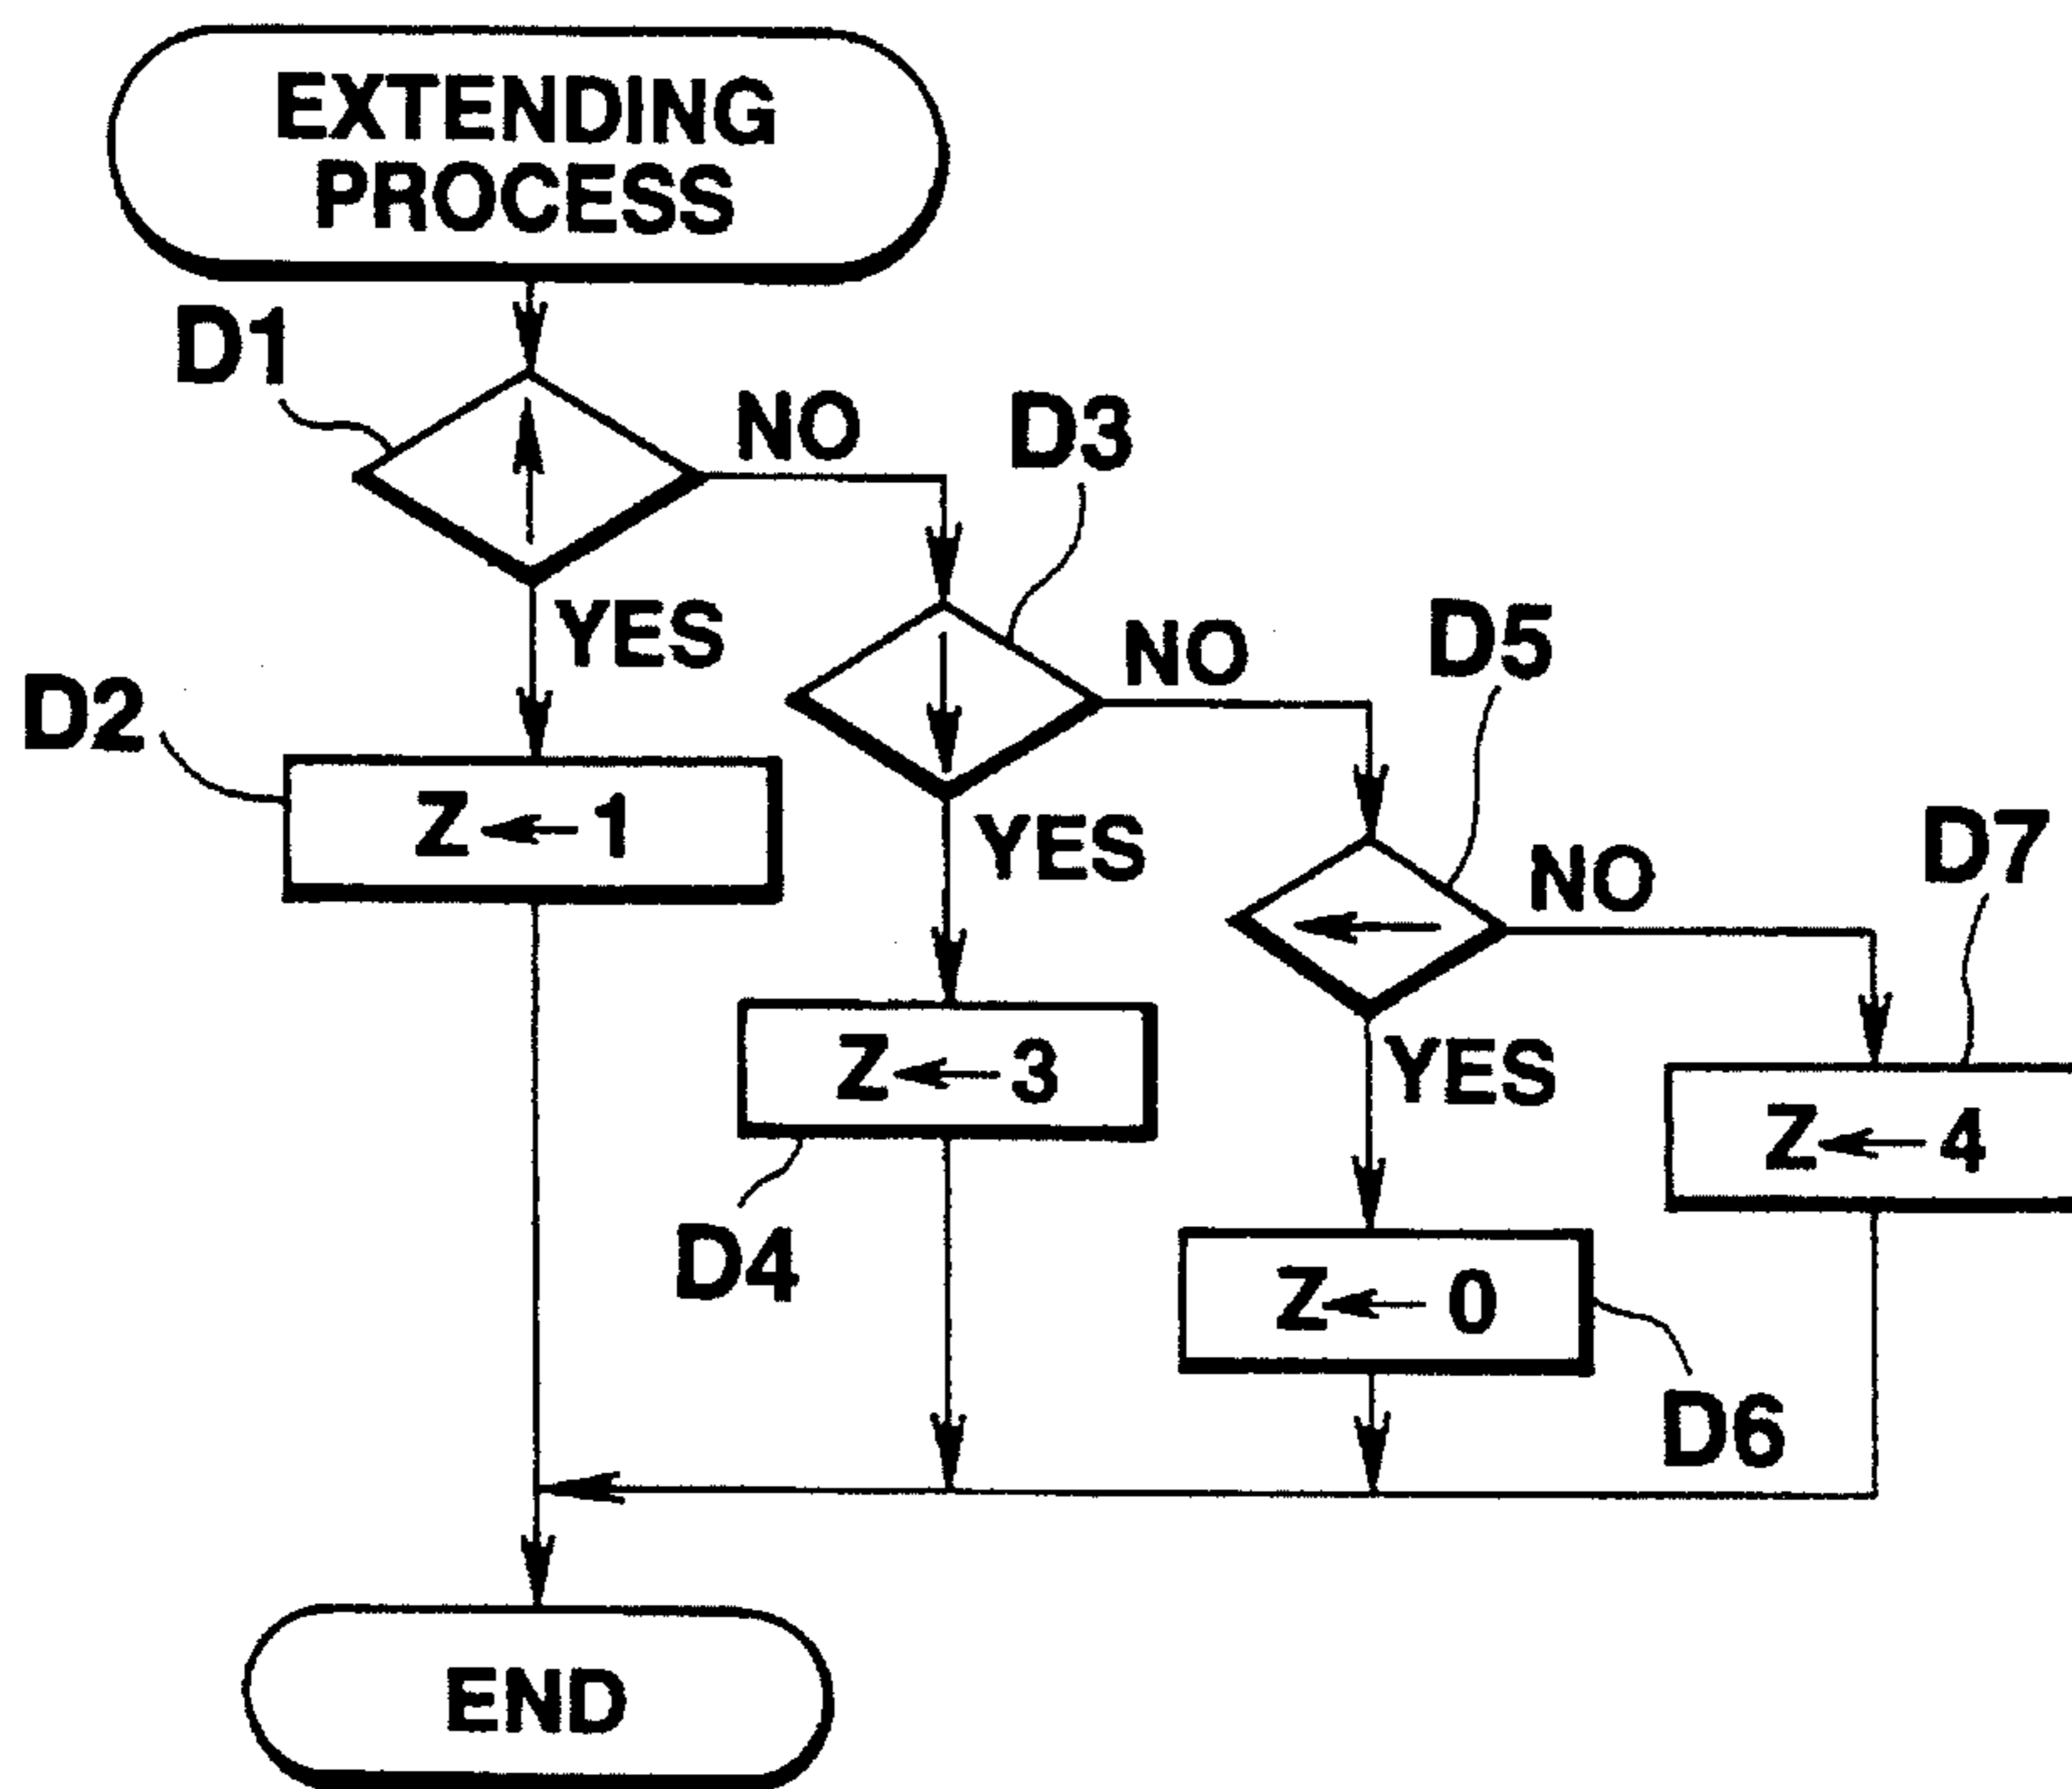 EXTENDING
PROCESS
D1
NO
D3
YES
NO
D5
D2
Z ← 1
YES
NO
D7
Z ← 3
YES
Z ← 4
D4
Z ← 0
D6
END